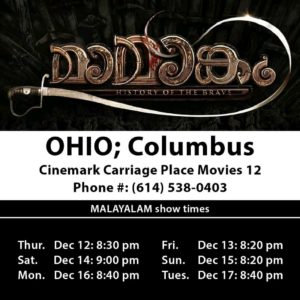 മാമാങ്കം
HISTORY OF THE BRAVE
OHIO; Columbus
Cinemark Carriage Place Movies 12
Phone #: (614) 538-0403
MALAYALAM show times
Thur. Dec 12: 8:30 pm Fri. Dec 13: 8:20 pm
Sat. Dec 14: 9:00 pm Sun. Dec 15: 8:20 pm
Mon. Dec 16: 8:40 pm Tues. Dec 17: 8:40 pm